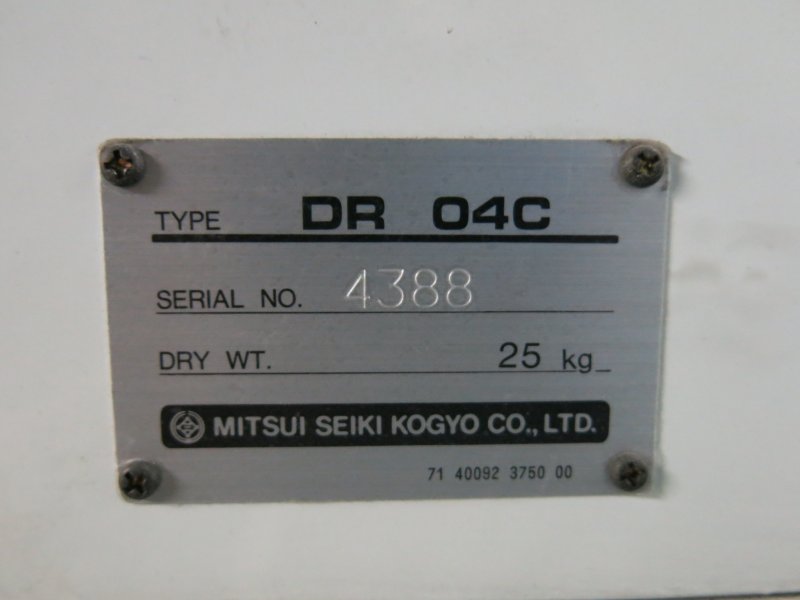 TYPE DR 04C
SERIAL NO. 4388
DRY WT. 25 kg
MITSUI SEIKI KOGYO CO., LTD.
71 40092 3750 00